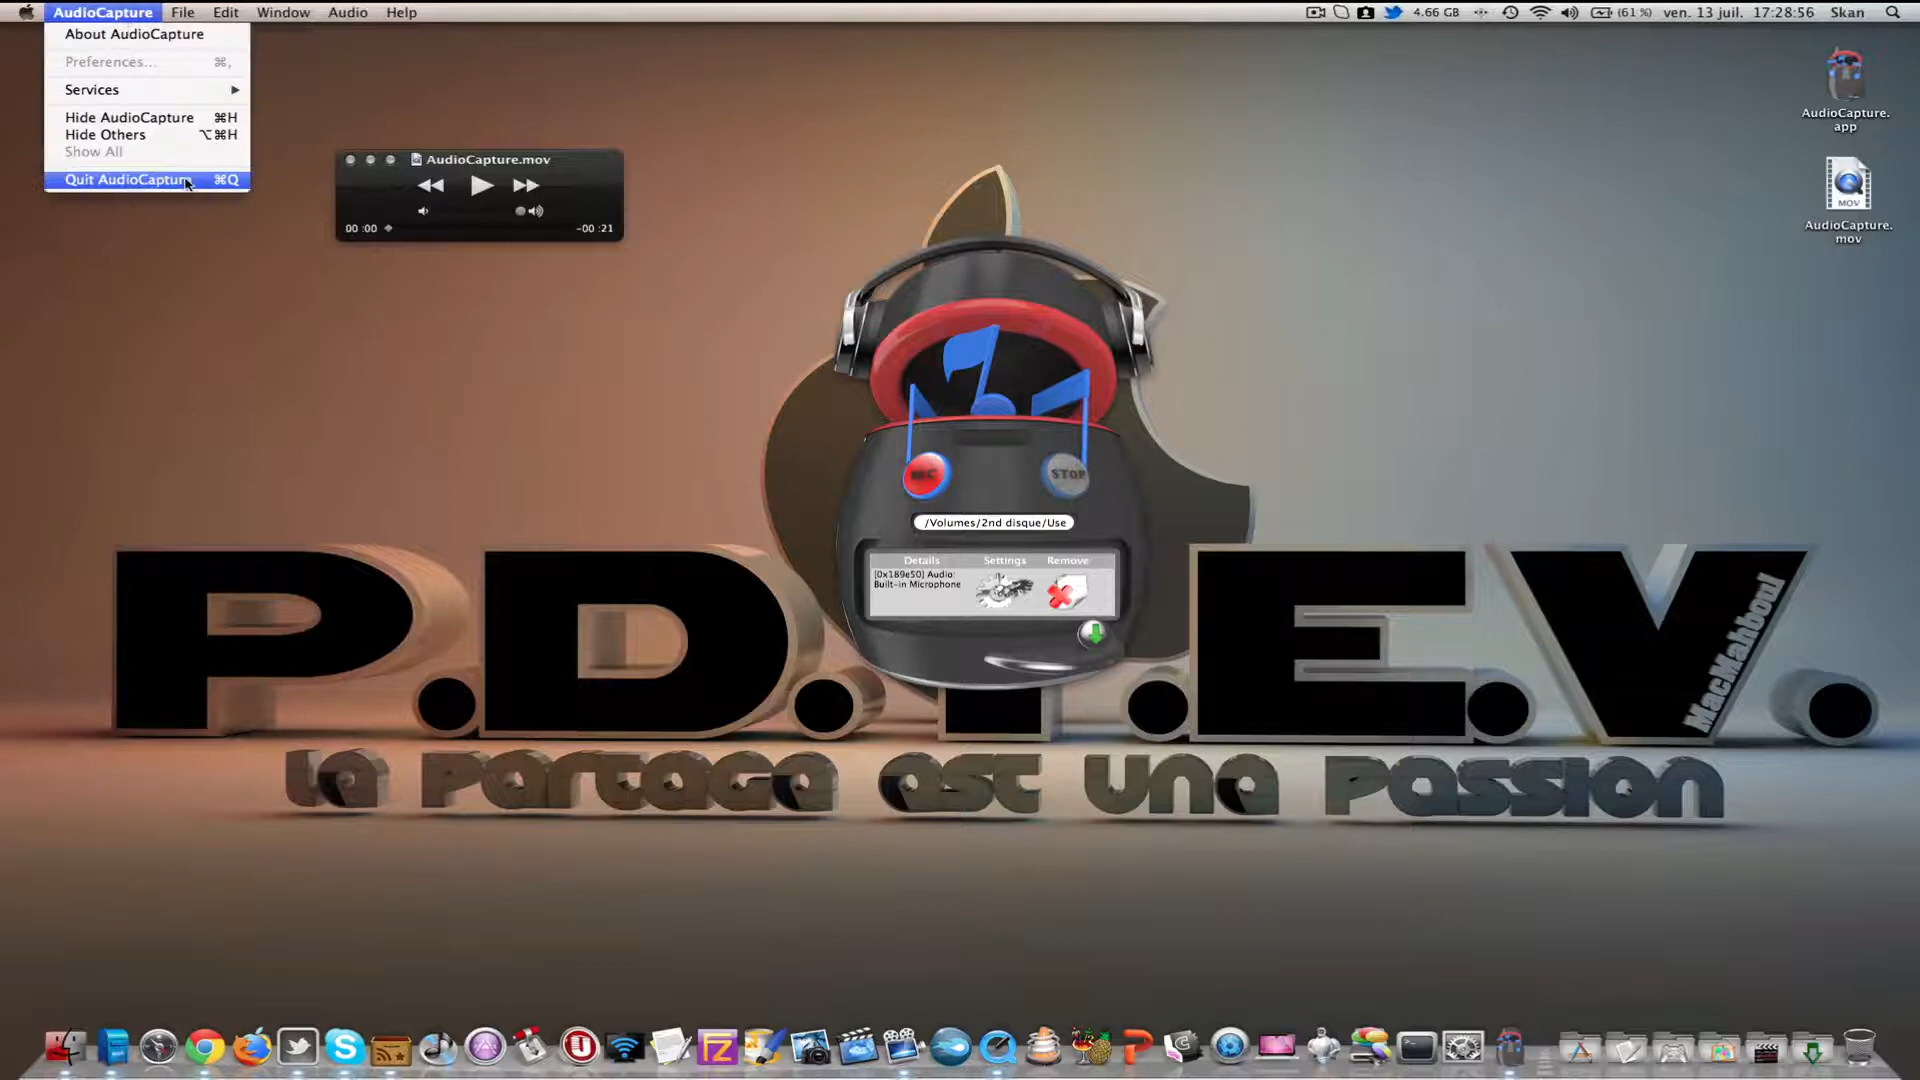 AudioCapture File Edit Window Audio Help 4.66 GB (61 %) ven. 13 juil. 17:28:56 Skan
About AudioCapture
Preferences... ⌘,
Services
Hide AudioCapture ⌘H
Hide Others ⌥⌘H
Show All
Quit AudioCapture ⌘Q
AudioCapture.mov
00:00 -00:21
AudioCapture.
app
MOV
AudioCapture.
mov
REC STOP
/Volumes/2nd disque/Use
Details Settings Remove
[0x189e50] Audio:
Built-in Microphone
P.D. .E.V.
MacMahboul
la partage est une passion